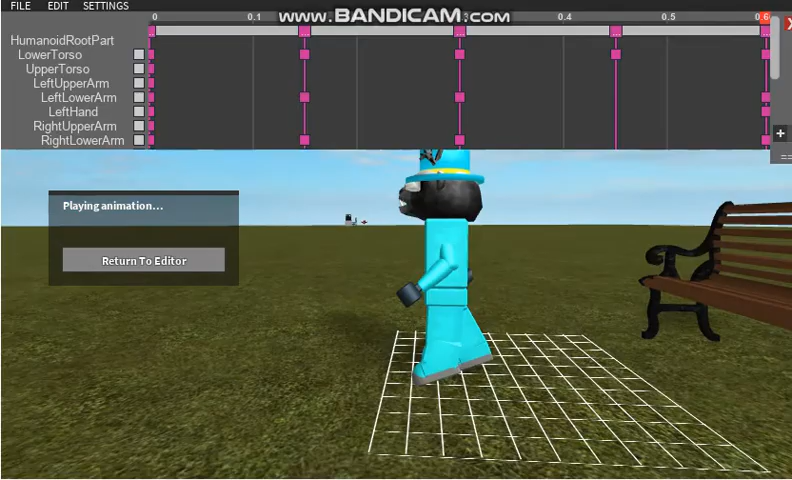 FILE EDIT SETTINGS
www.BANDICAM.com
0 0.1 0.4 0.5 0.6
HumanoidRootPart
LowerTorso
UpperTorso
LeftUpperArm
LeftLowerArm
LeftHand
RightUpperArm
RightLowerArm
Playing animation...
Return To Editor